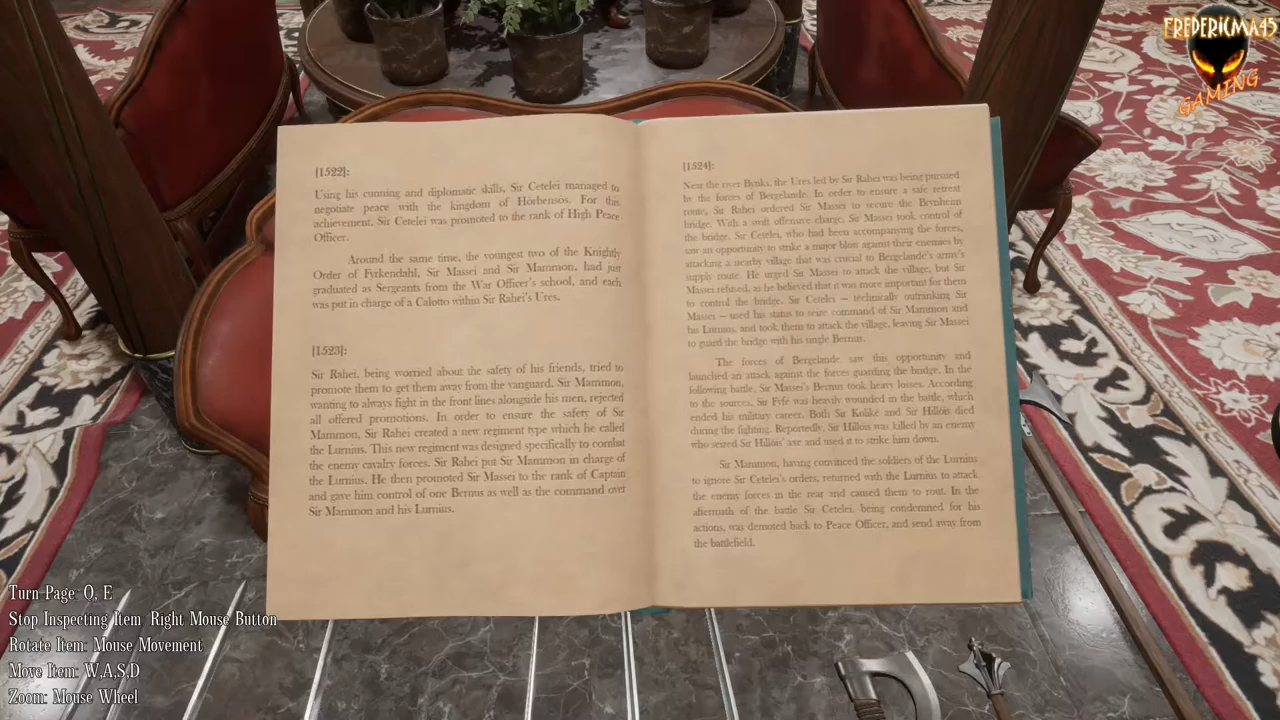 FREDERICMA45
GAMING
[1522]:
Using his cunning and diplomatic skills, Sir Cetelei managed to
negotiate peace with the kingdom of Horbensos. For this
achievement, Sir Cetelei was promoted to the rank of High Peace
Officer.
Around the same time, the youngest two of the Knightly
Order of Fyrkendahl, Sir Massei and Sir Mammon, had just
graduated as Sergeants from the War Officer's school, and each
was put in charge of a Calotto within Sir Rahei's Ures.
[1523]:
Sir Rahei, being worried about the safety of his friends, tried to
promote them to get them away from the vanguard. Sir Mammon,
wanting to always fight in the front lines alongside his men, rejected
all offered promotions. In order to ensure the safety of Sir
Mammon, Sir Rahei created a new regiment type which he called
the Lurnius. This new regiment was designed specifically to combat
the enemy cavalry forces. Sir Rahei put Sir Mammon in charge of
the Lurnius. He then promoted Sir Massei to the rank of Captain
and gave him control of one Bernus as well as the command over
Sir Mammon and his Lurnius.
[1524]:
Near the river Bynks, the Ures led by Sir Rahei was being pursued
by the forces of Bergelande. In order to ensure a safe retreat
route, Sir Rahei ordered Sir Massei to secure the Brynheim
bridge. With a swift offensive charge, Sir Massei took control of
the bridge. Sir Cetelei, who had been accompanying the forces,
saw an opportunity to strike a major blow against their enemies by
attacking a nearby village that was crucial to Bergelande's army's
supply route. He urged Sir Massei to attack the village, but Sir
Massei refused, as he believed that it was more important for them
to control the bridge. Sir Cetelei – technically outranking Sir
Massei – used his status to seize command of Sir Mammon and
his Lurnius, and took them to attack the village, leaving Sir Massei
to guard the bridge with his single Bernus.
The forces of Bergelande saw this opportunity and
launched an attack against the forces guarding the bridge. In the
following battle, Sir Massei's Bernus took heavy losses. According
to the sources, Sir Fyfe was heavily wounded in the battle, which
ended his military career. Both Sir Koliké and Sir Hillois died
during the fighting. Reportedly, Sir Hillois was killed by an enemy
who seized Sir Hillois' axe and used it to strike him down.
Sir Mammon, having convinced the soldiers of the Lurnius
to ignore Sir Cetelei's orders, returned with the Lurnius to attack
the enemy forces in the rear and caused them to rout. In the
aftermath of the battle Sir Cetelei, being condemned for his
actions, was demoted back to Peace Officer, and send away from
the battlefield.
Turn Page: Q, E
Stop Inspecting Item: Right Mouse Button
Rotate Item: Mouse Movement
Move Item: W,A,S,D
Zoom: Mouse Wheel